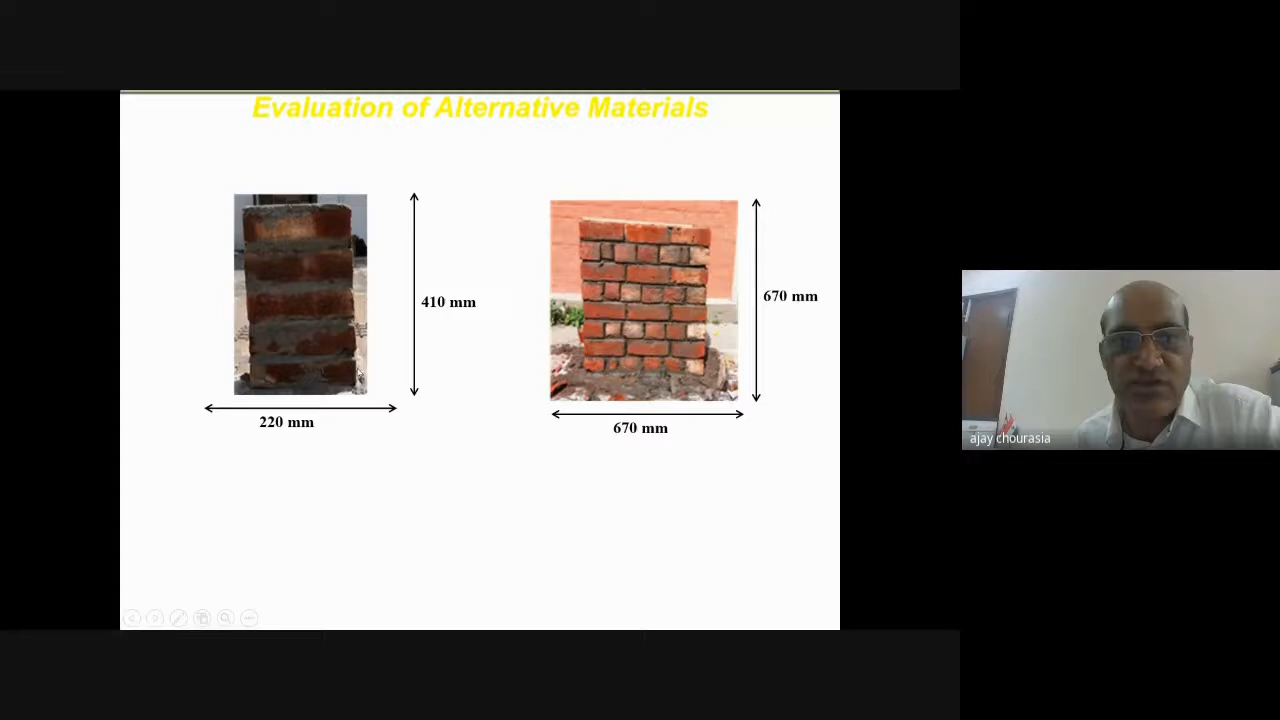 Evaluation of Alternative Materials
410 mm
220 mm
670 mm
670 mm
ajay chourasia